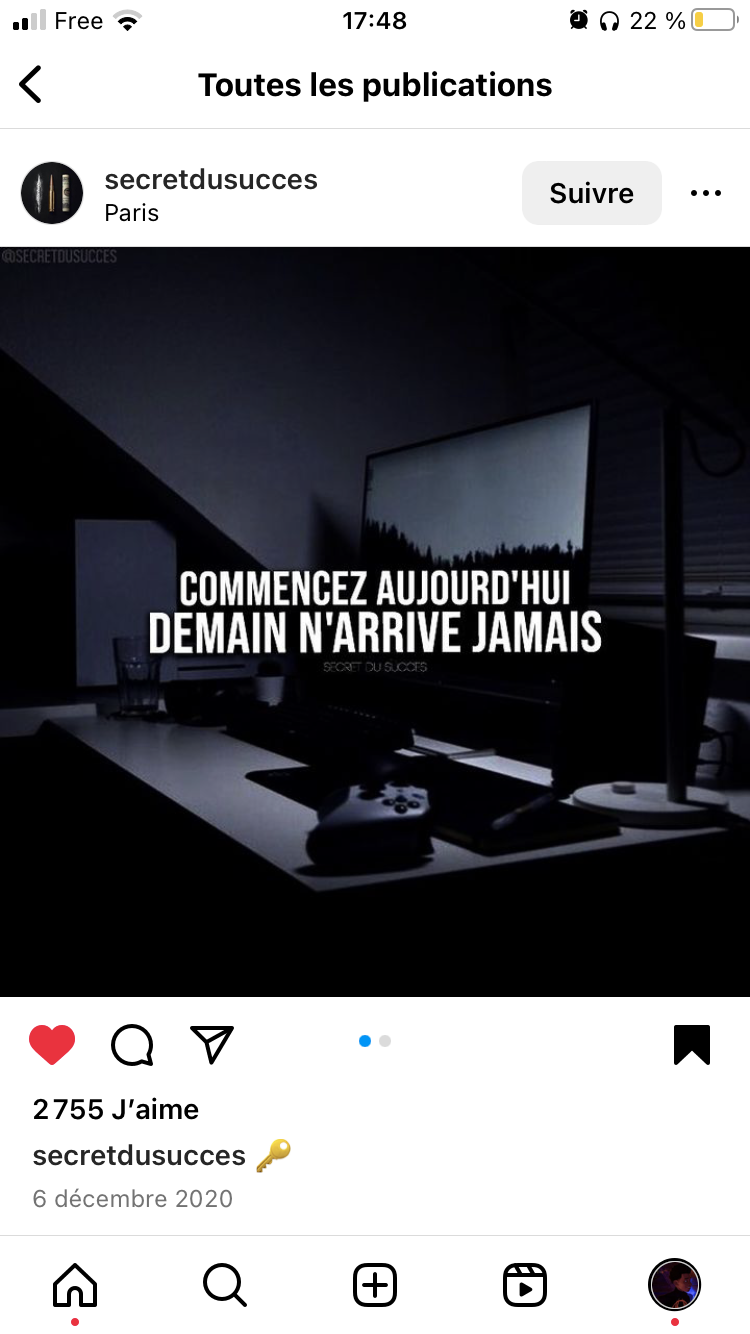 Free 17:48 22 %
Toutes les publications
secretdusucces
Paris
Suivre
@SECRETDUSUCCES
COMMENCEZ AUJOURD'HUI
DEMAIN N'ARRIVE JAMAIS
SECRET DU SUCCES
2 755 J’aime
secretdusucces 🔑
6 décembre 2020